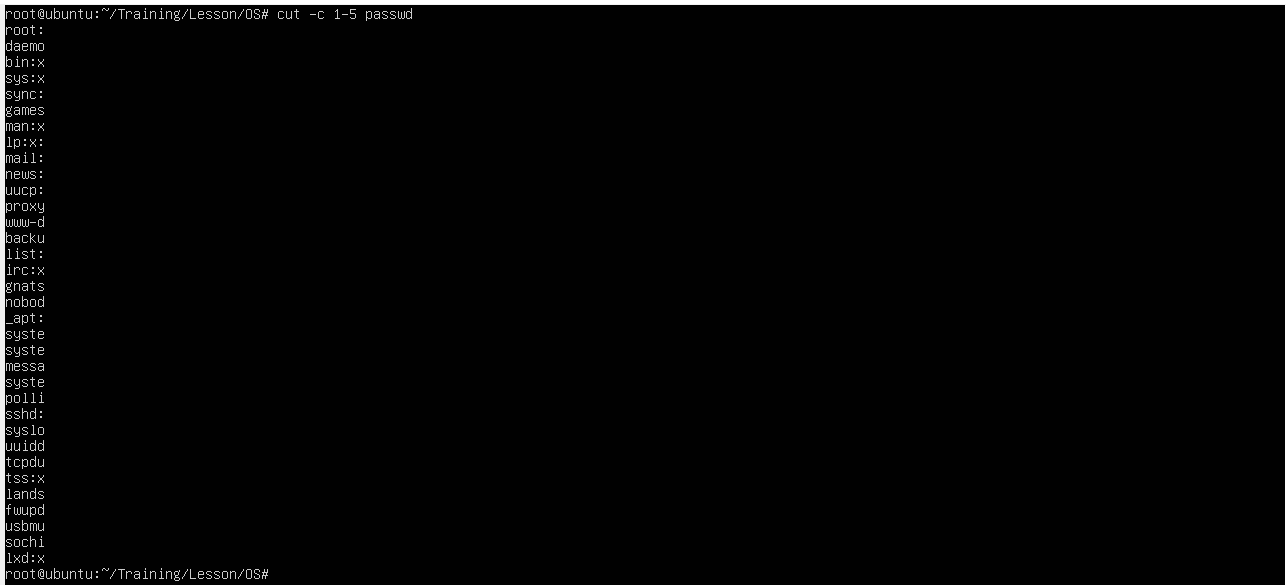 root@ubuntu:~/Training/Lesson/OS# cut -c 1-5 passwd
root:
daemo
bin:x
sys:x
sync:
games
man:x
lp:x:
mail:
news:
uucp:
proxy
www-d
backu
list:
irc:x
gnats
nobod
_apt:
syste
syste
messa
syste
polli
sshd:
syslo
uuidd
tcpdu
tss:x
lands
fwupd
usbmu
sochi
lxd:x
root@ubuntu:~/Training/Lesson/OS#